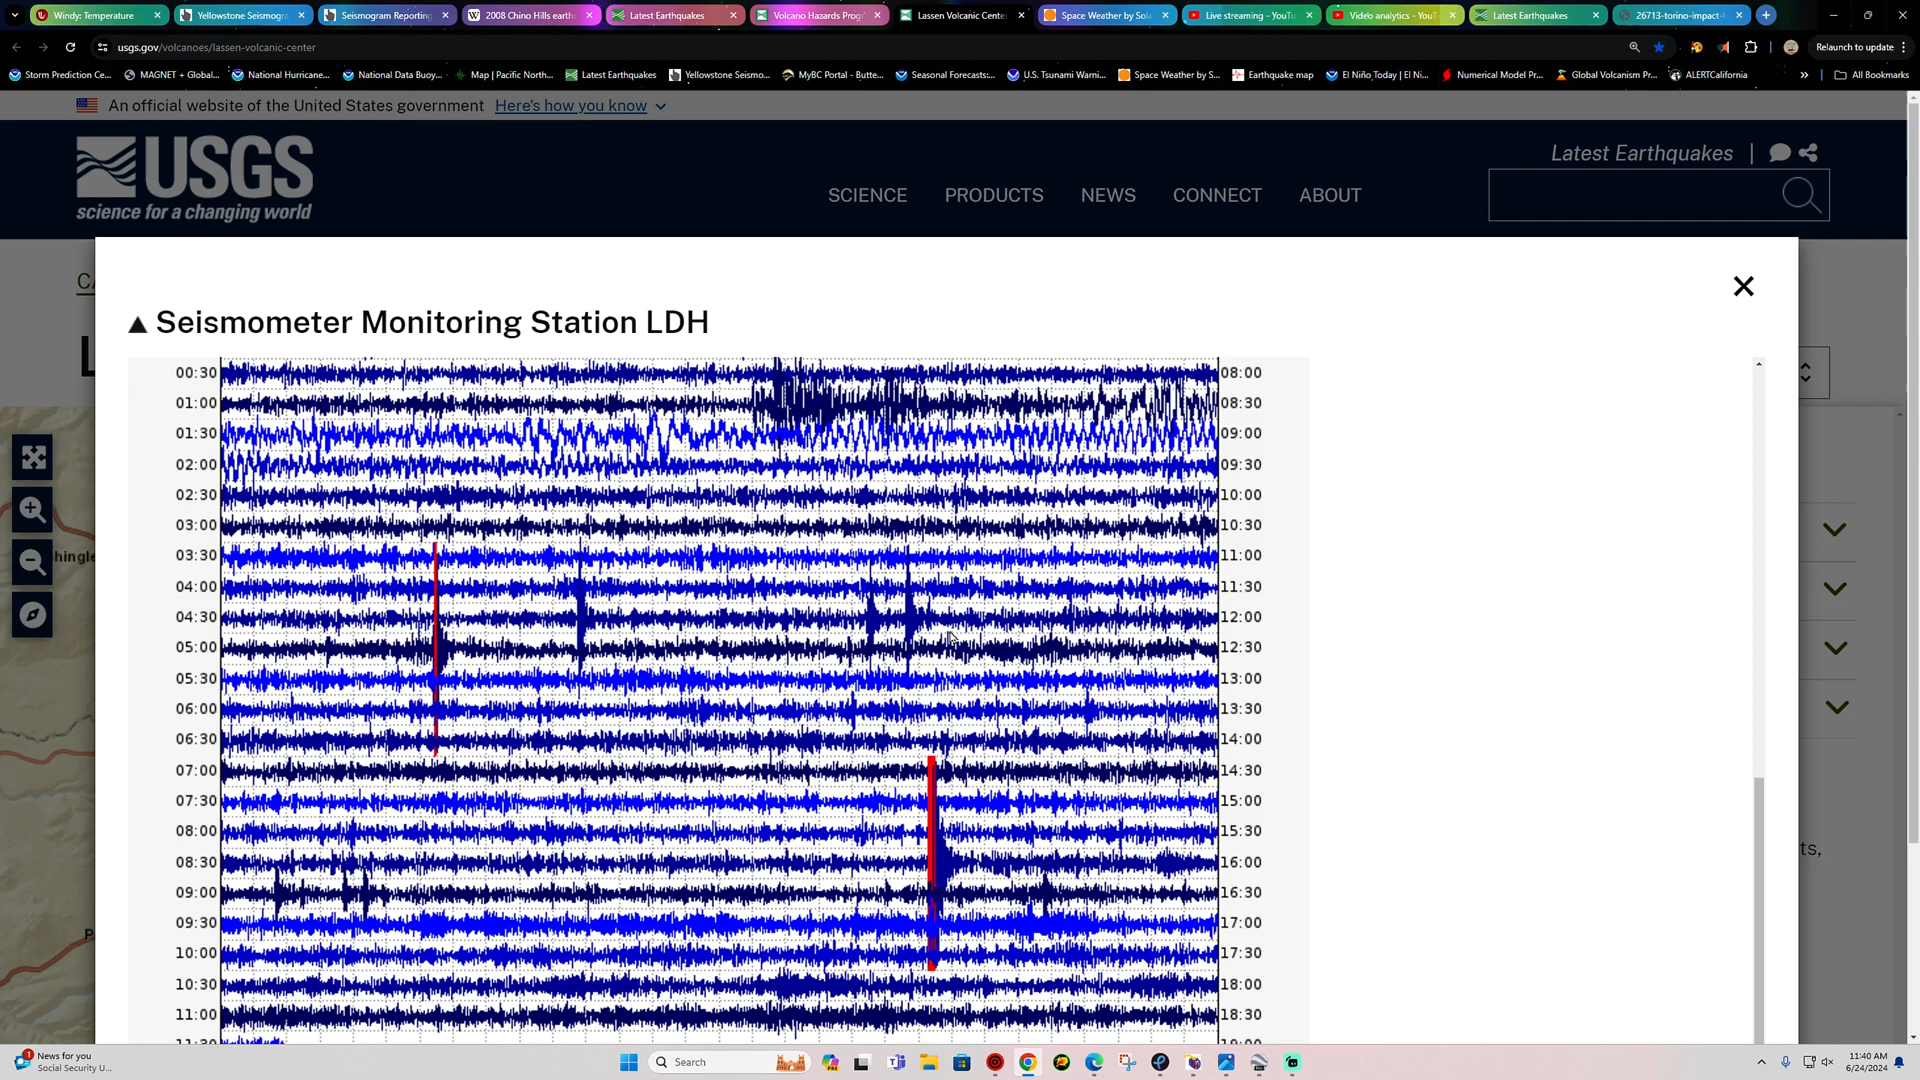 Windy: Temperature
Yellowstone Seismogr
Seismogram Reporting
2008 Chino Hills earth
Latest Earthquakes
Volcano Hazards Prog
Lassen Volcanic Cente
Space Weather by Sola
Live streaming - YouTu
Video analytics - YouT
Latest Earthquakes
26713-torino-impact-
usgs.gov/volcanoes/lassen-volcanic-center
Relaunch to update
Storm Prediction Ce...
MAGNET + Global...
National Hurricane...
National Data Buoy...
Map | Pacific North...
Latest Earthquakes
Yellowstone Seismo...
MyBC Portal - Butte...
Seasonal Forecasts:...
U.S. Tsunami Warni...
Space Weather by S...
Earthquake map
El Niño Today | El Ni...
Numerical Model Pr...
Global Volcanism Pr...
ALERTCalifornia
All Bookmarks
An official website of the United States government Here's how you know
USGS
science for a changing world
Latest Earthquakes |
SCIENCE PRODUCTS NEWS CONNECT ABOUT
CA
L
Seismometer Monitoring Station LDH
00:30 08:00
01:00 08:30
01:30 09:00
02:00 09:30
02:30 10:00
03:00 10:30
03:30 11:00
04:00 11:30
04:30 12:00
05:00 12:30
05:30 13:00
06:00 13:30
06:30 14:00
07:00 14:30
07:30 15:00
08:00 15:30
08:30 16:00
09:00 16:30
09:30 17:00
10:00 17:30
10:30 18:00
11:00 18:30
11:30 19:00
hingle
P
ts,
1
News for you
Social Security U...
Search
11:40 AM
6/24/2024